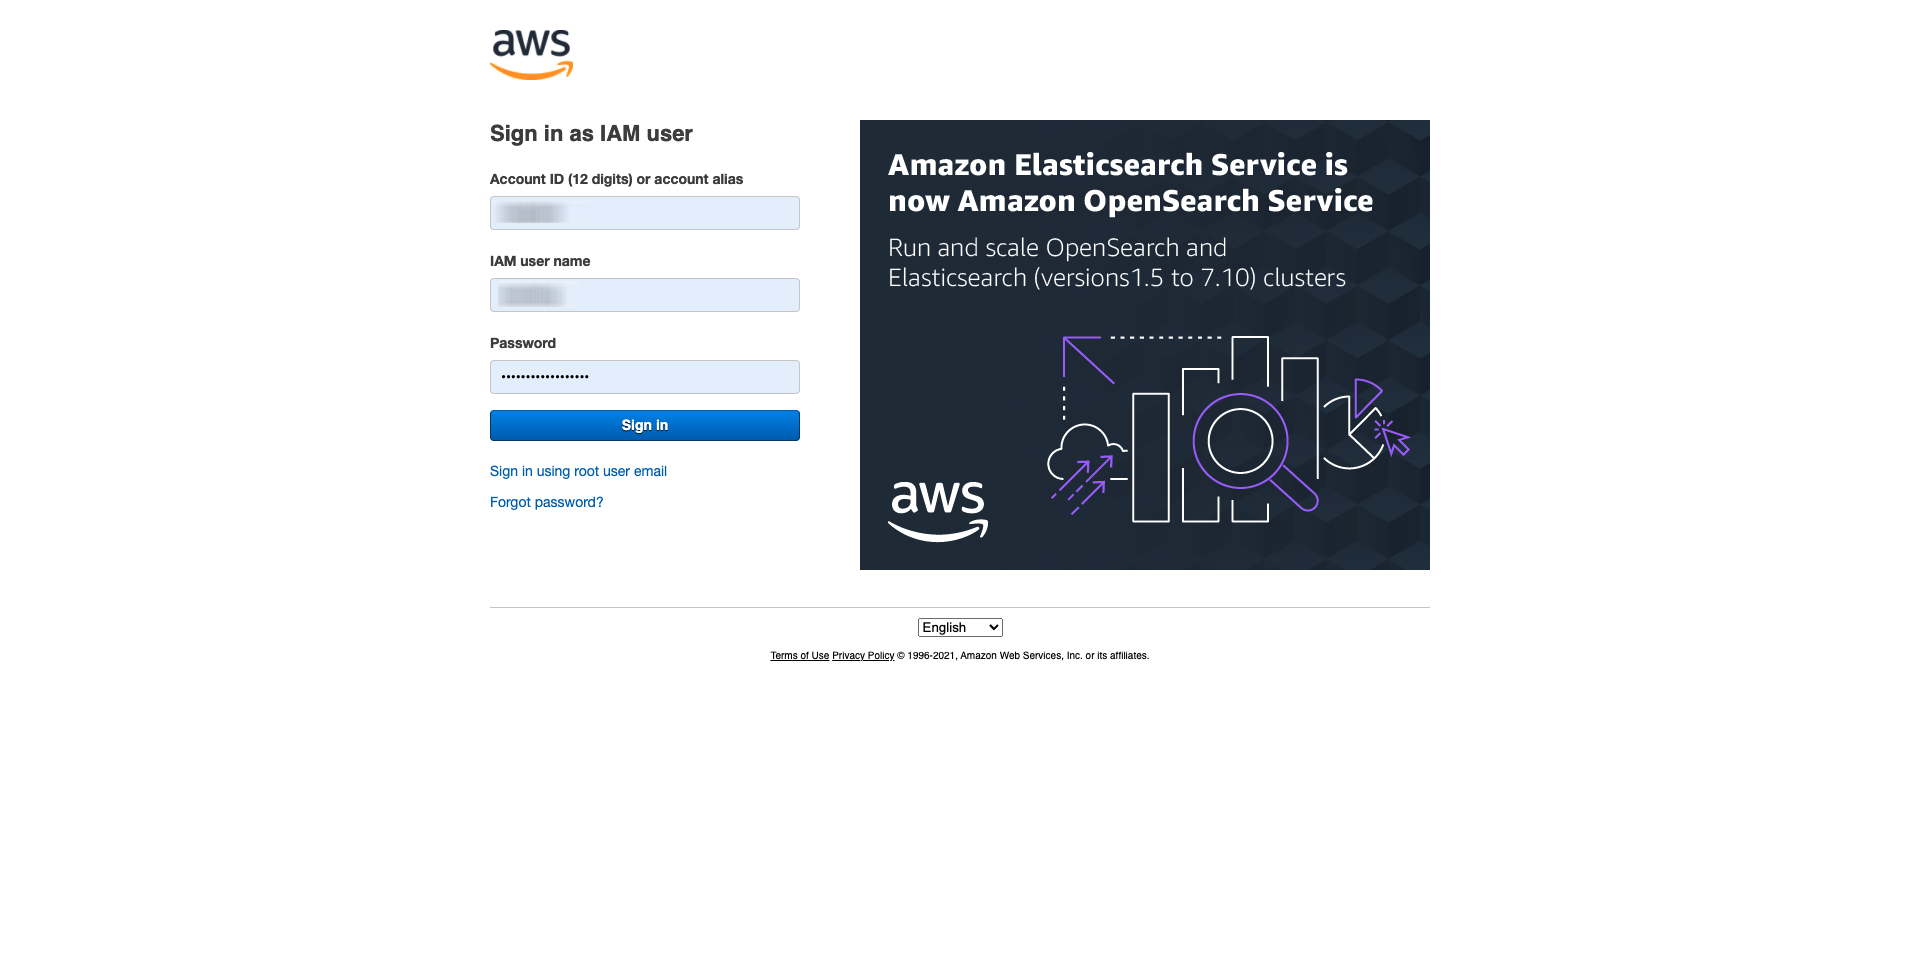 aws
Sign in as IAM user
Account ID (12 digits) or account alias
IAM user name
Password
••••••••••••••••••
Sign in
Sign in using root user email
Forgot password?
Amazon Elasticsearch Service is
now Amazon OpenSearch Service
Run and scale OpenSearch and
Elasticsearch (versions1.5 to 7.10) clusters
aws
English
Terms of Use Privacy Policy © 1996-2021, Amazon Web Services, Inc. or its affiliates.